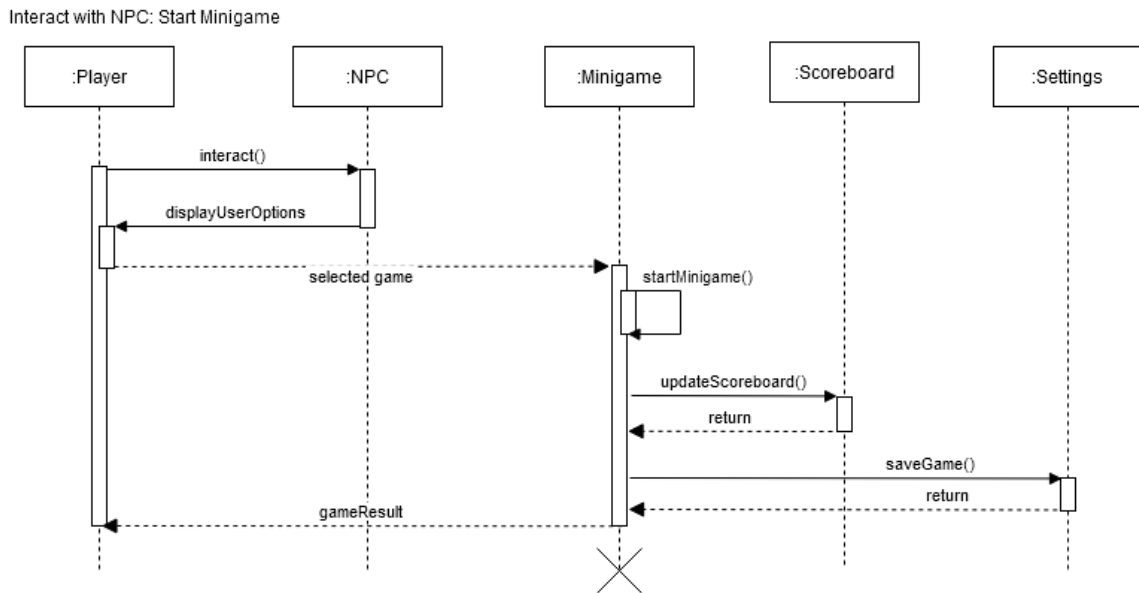 Interact with NPC: Start Minigame
:Player
:NPC
:Minigame
:Scoreboard
:Settings
interact()
displayUserOptions
selected game
startMinigame()
updateScoreboard()
return
saveGame()
return
gameResult